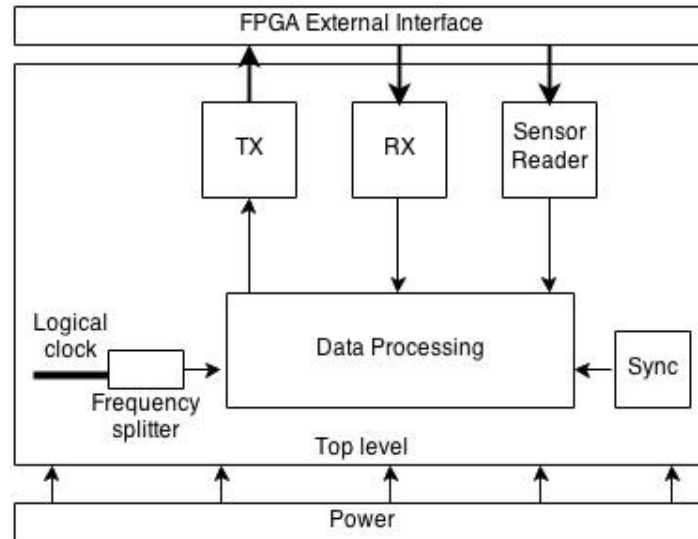 FPGA External Interface
TX
RX
Sensor
Reader
Logical
clock
Data Processing
Sync
Frequency
splitter
Top level
Power